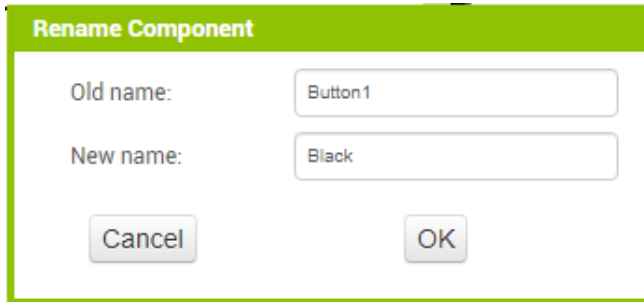 Rename Component
Old name: Button1
New name: Black
Cancel OK